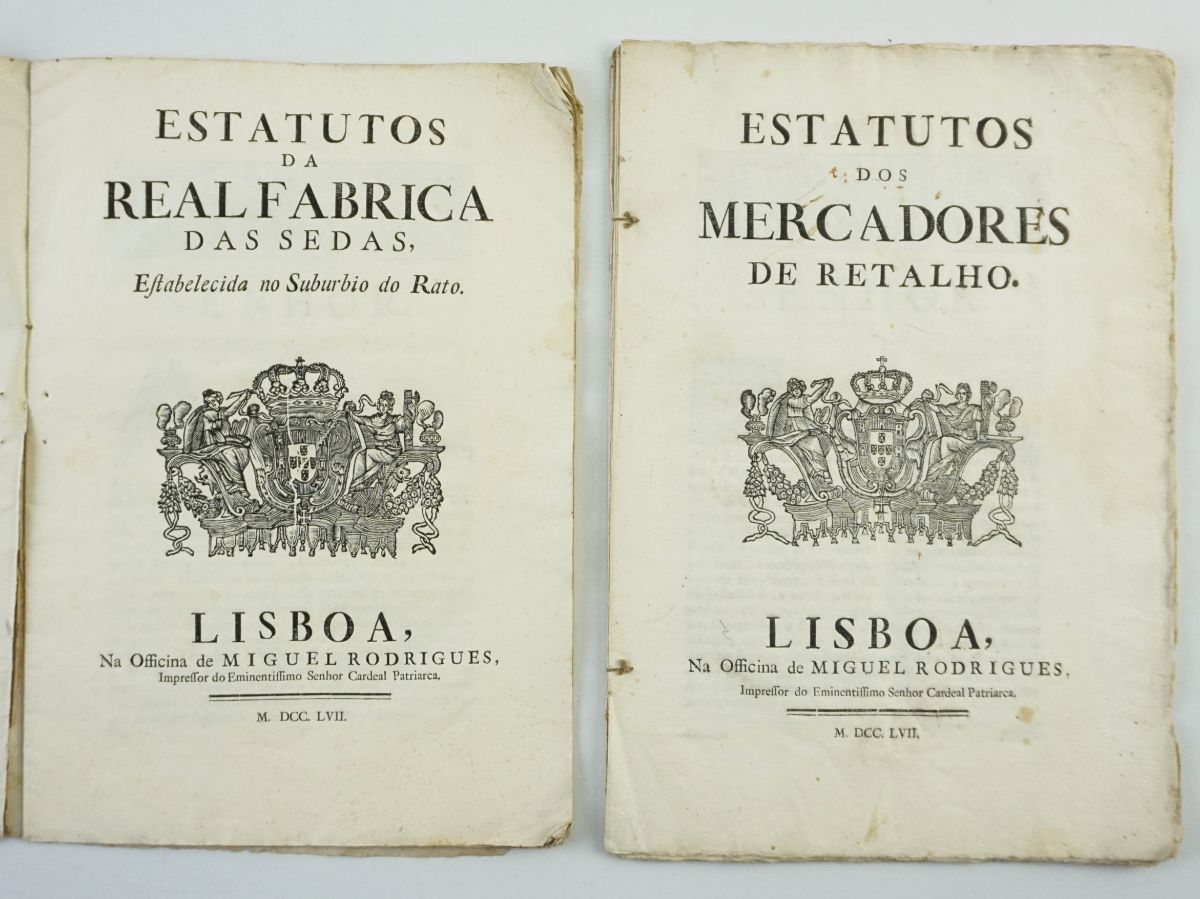 ESTATUTOS
DA
REAL FABRICA
DAS SEDAS,
Eſtabelecida no Suburbio do Rato.
LISBOA,
Na Officina de MIGUEL RODRIGUES,
Impreſſor do Eminentiſſimo Senhor Cardeal Patriarca.
M. DCC. LVII.
ESTATUTOS
DOS
MERCADORES
DE RETALHO.
LISBOA,
Na Officina de MIGUEL RODRIGUES,
Impreſſor do Eminentiſſimo Senhor Cardeal Patriarca.
M. DCC. LVII.